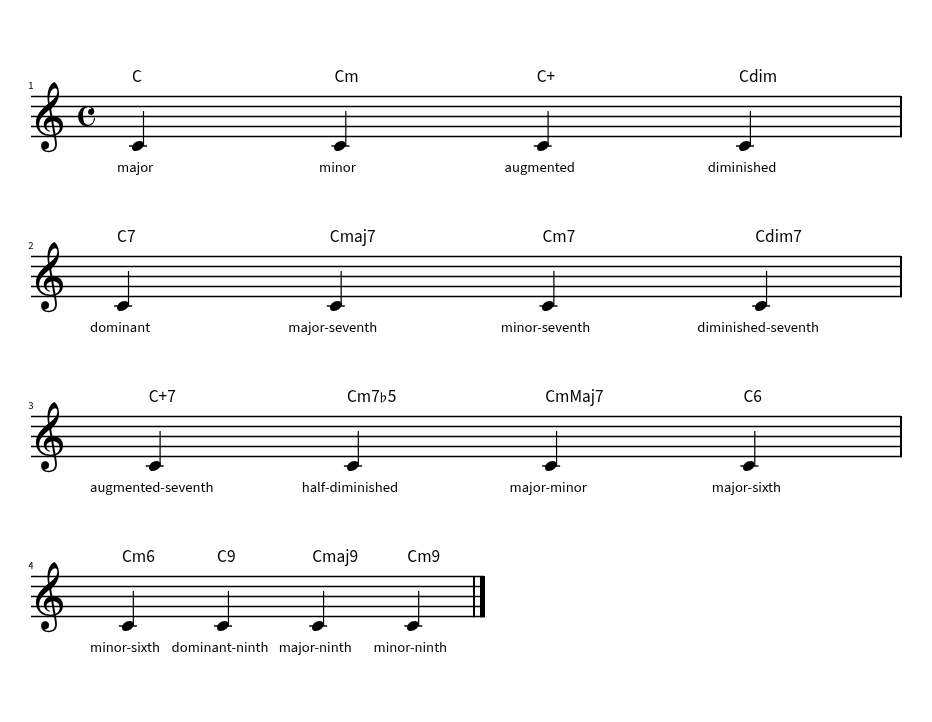 C Cm C+ Cdim
1
major minor augmented diminished
C7 Cmaj7 Cm7 Cdim7
2
dominant major-seventh minor-seventh diminished-seventh
C+7 Cm7♭5 CmMaj7 C6
3
augmented-seventh half-diminished major-minor major-sixth
Cm6 C9 Cmaj9 Cm9
4
minor-sixth dominant-ninth major-ninth minor-ninth